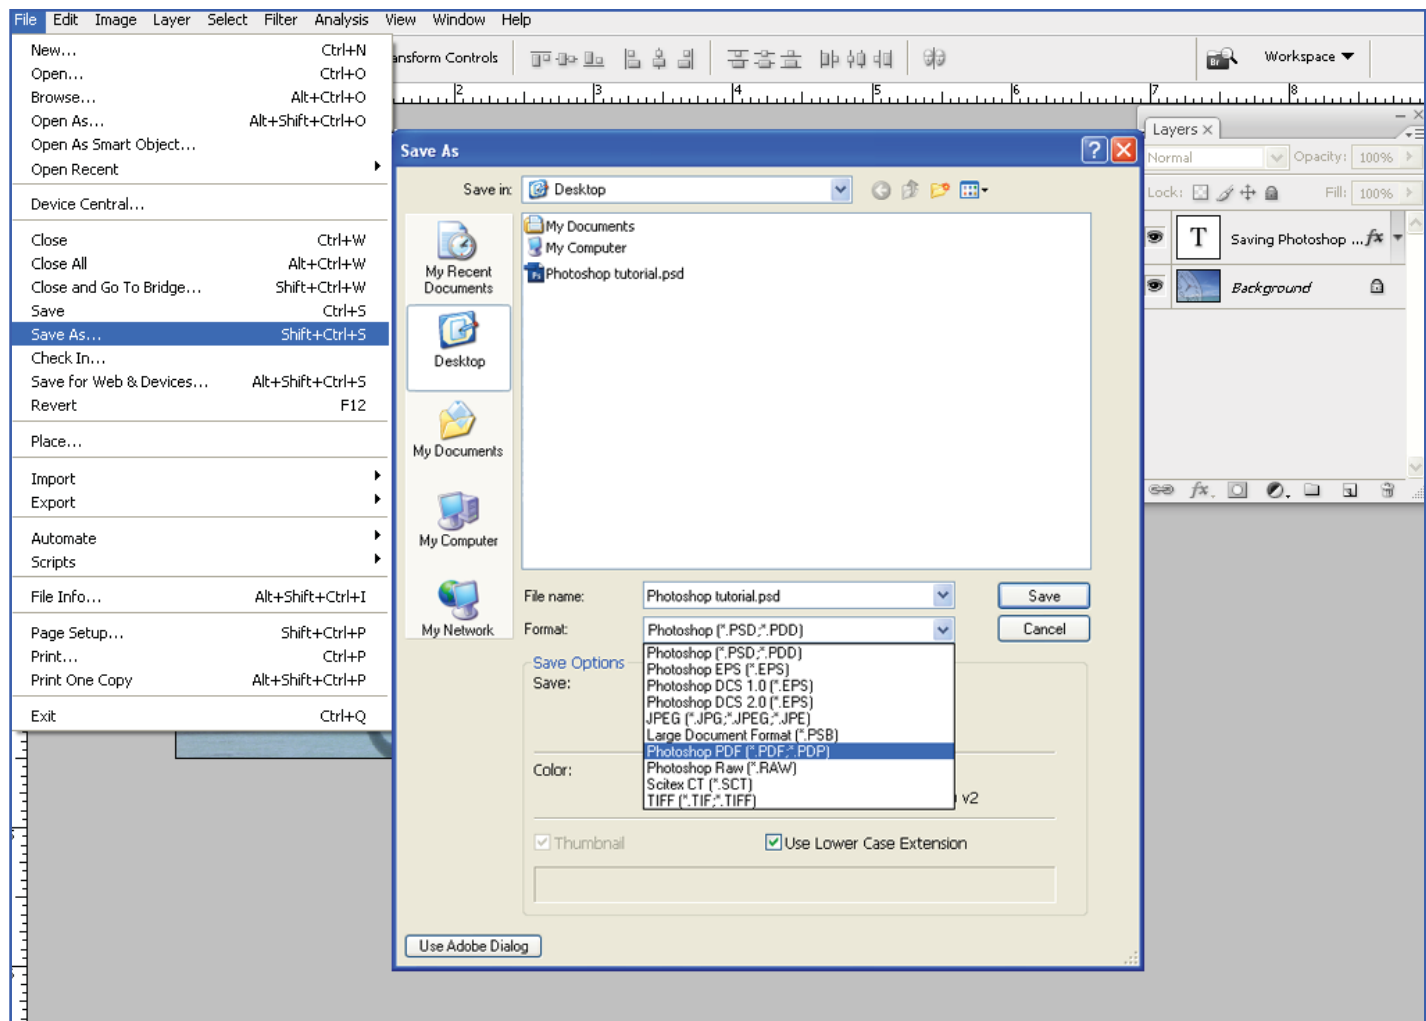 File Edit Image Layer Select Filter Analysis View Window Help
New... Ctrl+N
Open... Ctrl+O
Browse... Alt+Ctrl+O
Open As... Alt+Shift+Ctrl+O
Open As Smart Object...
Open Recent
Device Central...
Close Ctrl+W
Close All Alt+Ctrl+W
Close and Go To Bridge... Shift+Ctrl+W
Save Ctrl+S
Save As... Shift+Ctrl+S
Check In...
Save for Web & Devices... Alt+Shift+Ctrl+S
Revert F12
Place...
Import
Export
Automate
Scripts
File Info... Alt+Shift+Ctrl+I
Page Setup... Shift+Ctrl+P
Print... Ctrl+P
Print One Copy Alt+Shift+Ctrl+P
Exit Ctrl+Q
ansform Controls
Br
Workspace
2 3 4 5 6 7 8
Save As
Save in: Desktop
My Recent
Documents
Desktop
My Documents
My Computer
My Network
My Documents
My Computer
Photoshop tutorial.psd
File name: Photoshop tutorial.psd Save
Format: Photoshop (*.PSD;*.PDD) Cancel
Photoshop (*.PSD;*.PDD)
Photoshop EPS (*.EPS)
Photoshop DCS 1.0 (*.EPS)
Photoshop DCS 2.0 (*.EPS)
JPEG (*.JPG;*.JPEG;*.JPE)
Large Document Format (*.PSB)
Photoshop PDF (*.PDF;*.PDP)
Photoshop Raw (*.RAW)
Scitex CT (*.SCT)
TIFF (*.TIF;*.TIFF)
Save Options
Save:
Color:
v2
Thumbnail Use Lower Case Extension
Use Adobe Dialog
Layers ×
Normal Opacity: 100%
Lock: Fill: 100%
T Saving Photoshop ... fx
Background
fx.